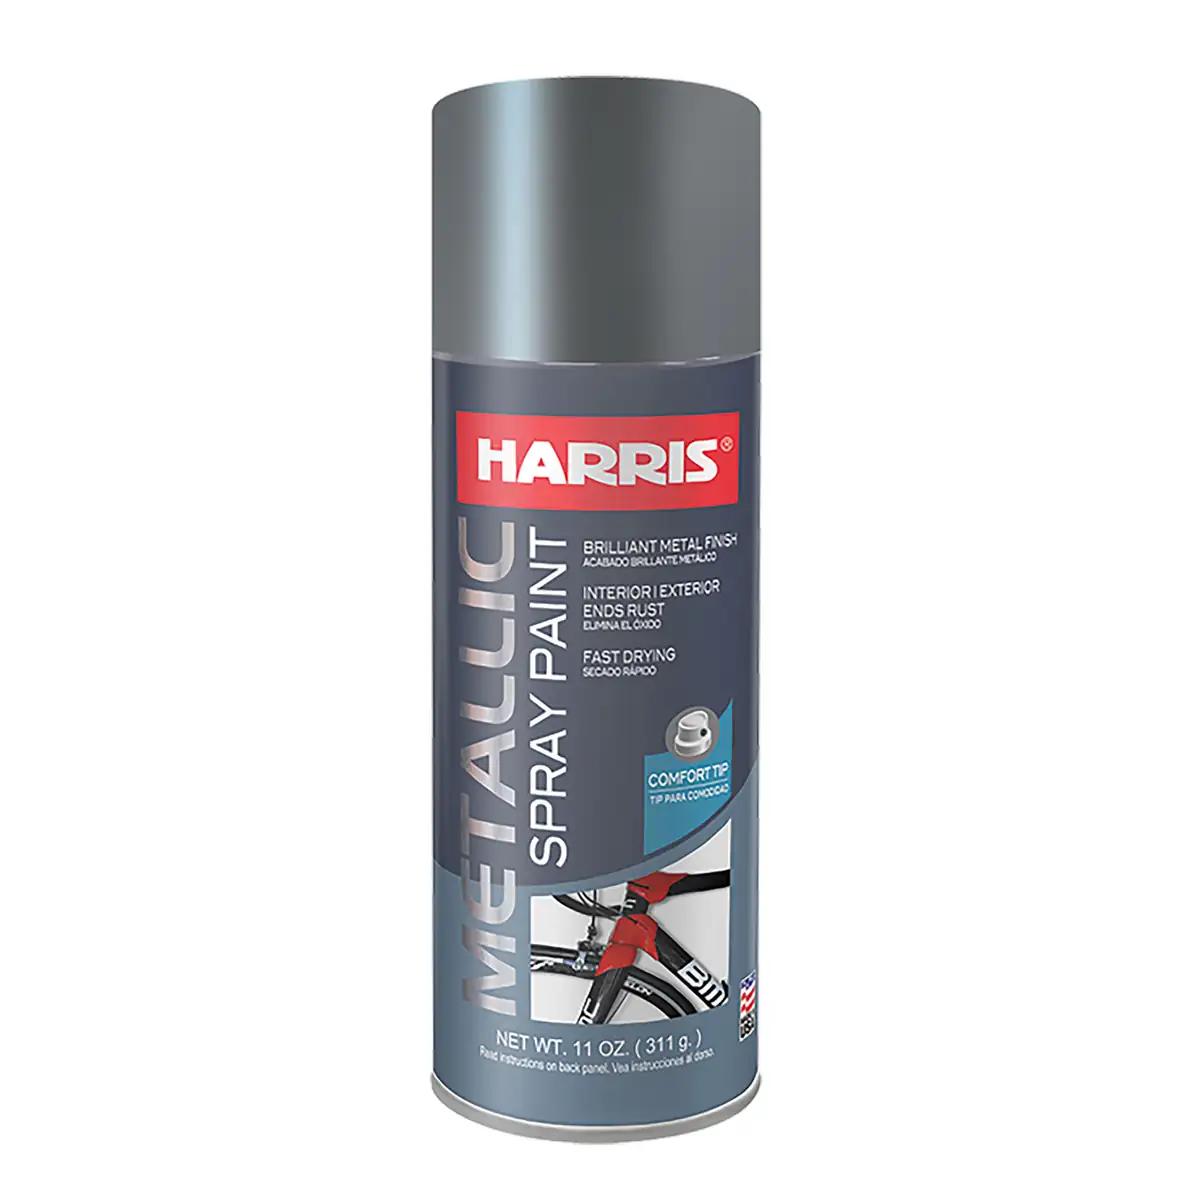 HARRIS®
METALLIC
SPRAY PAINT
BRILLIANT METAL FINISH
ACABADO BRILLANTE METÁLICO
INTERIOR | EXTERIOR
ENDS RUST
ELIMINA EL ÓXIDO
FAST DRYING
SECADO RÁPIDO
COMFORT TIP
TIP PARA COMODIDAD
BMC
USA
NET WT. 11 OZ. ( 311 g. )
Read instructions on back panel. Vea instrucciones al dorso.